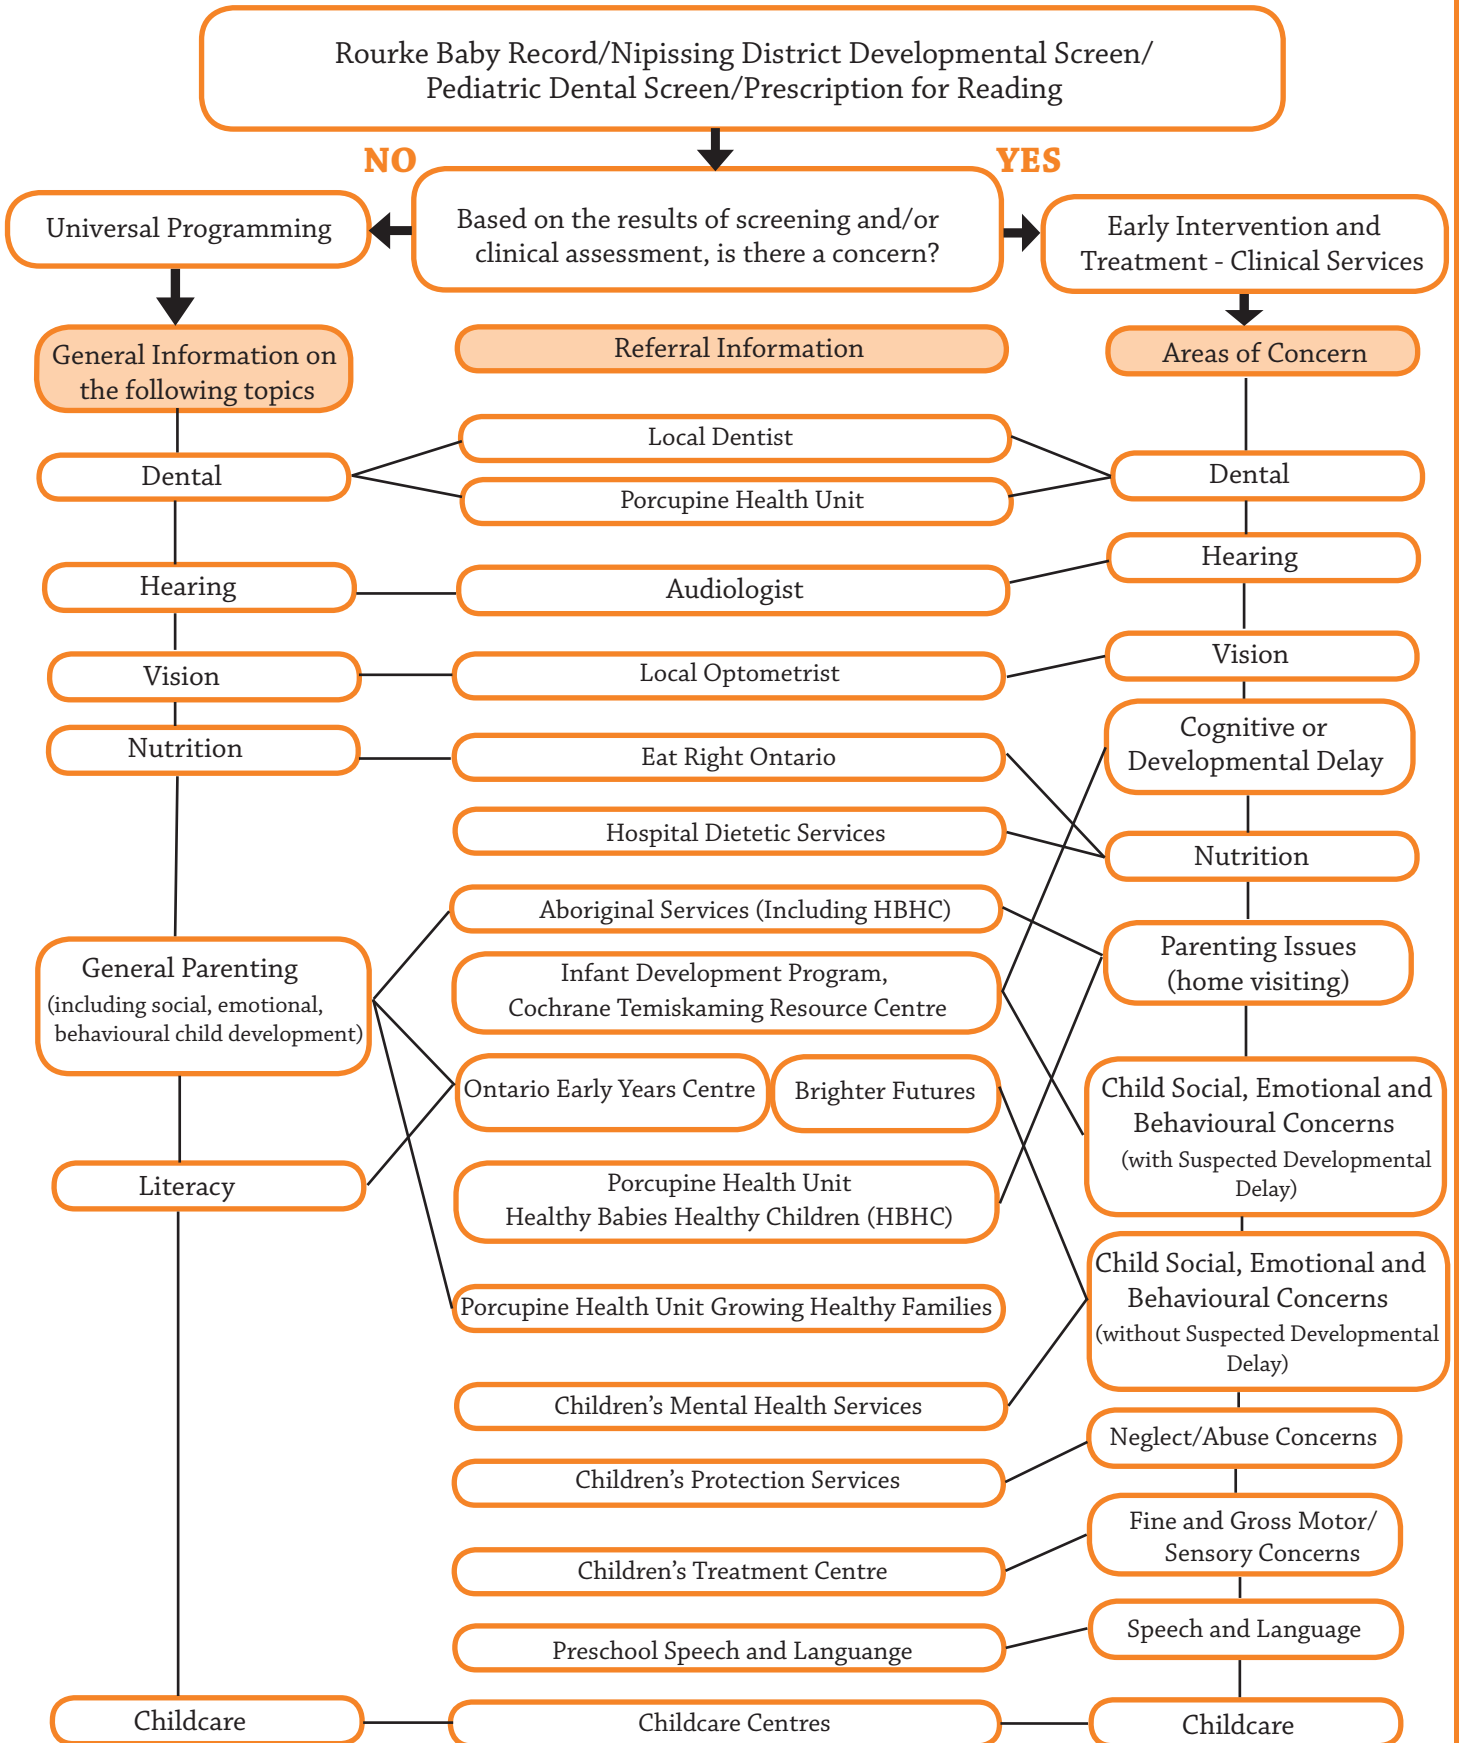 Rourke Baby Record/Nipissing District Developmental Screen/
Pediatric Dental Screen/Prescription for Reading
NO
YES
Based on the results of screening and/or
clinical assessment, is there a concern?
Universal Programming
Early Intervention and
Treatment - Clinical Services
General Information on
the following topics
Dental
Hearing
Vision
Nutrition
General Parenting
(including social, emotional,
behavioural child development)
Literacy
Childcare
Referral Information
Local Dentist
Porcupine Health Unit
Audiologist
Local Optometrist
Eat Right Ontario
Hospital Dietetic Services
Aboriginal Services (Including HBHC)
Infant Development Program,
Cochrane Temiskaming Resource Centre
Ontario Early Years Centre
Brighter Futures
Porcupine Health Unit
Healthy Babies Healthy Children (HBHC)
Porcupine Health Unit Growing Healthy Families
Children’s Mental Health Services
Children’s Protection Services
Children’s Treatment Centre
Preschool Speech and Languange
Childcare Centres
Areas of Concern
Dental
Hearing
Vision
Cognitive or
Developmental Delay
Nutrition
Parenting Issues
(home visiting)
Child Social, Emotional and
Behavioural Concerns
(with Suspected Developmental
Delay)
Child Social, Emotional and
Behavioural Concerns
(without Suspected Developmental
Delay)
Neglect/Abuse Concerns
Fine and Gross Motor/
Sensory Concerns
Speech and Language
Childcare